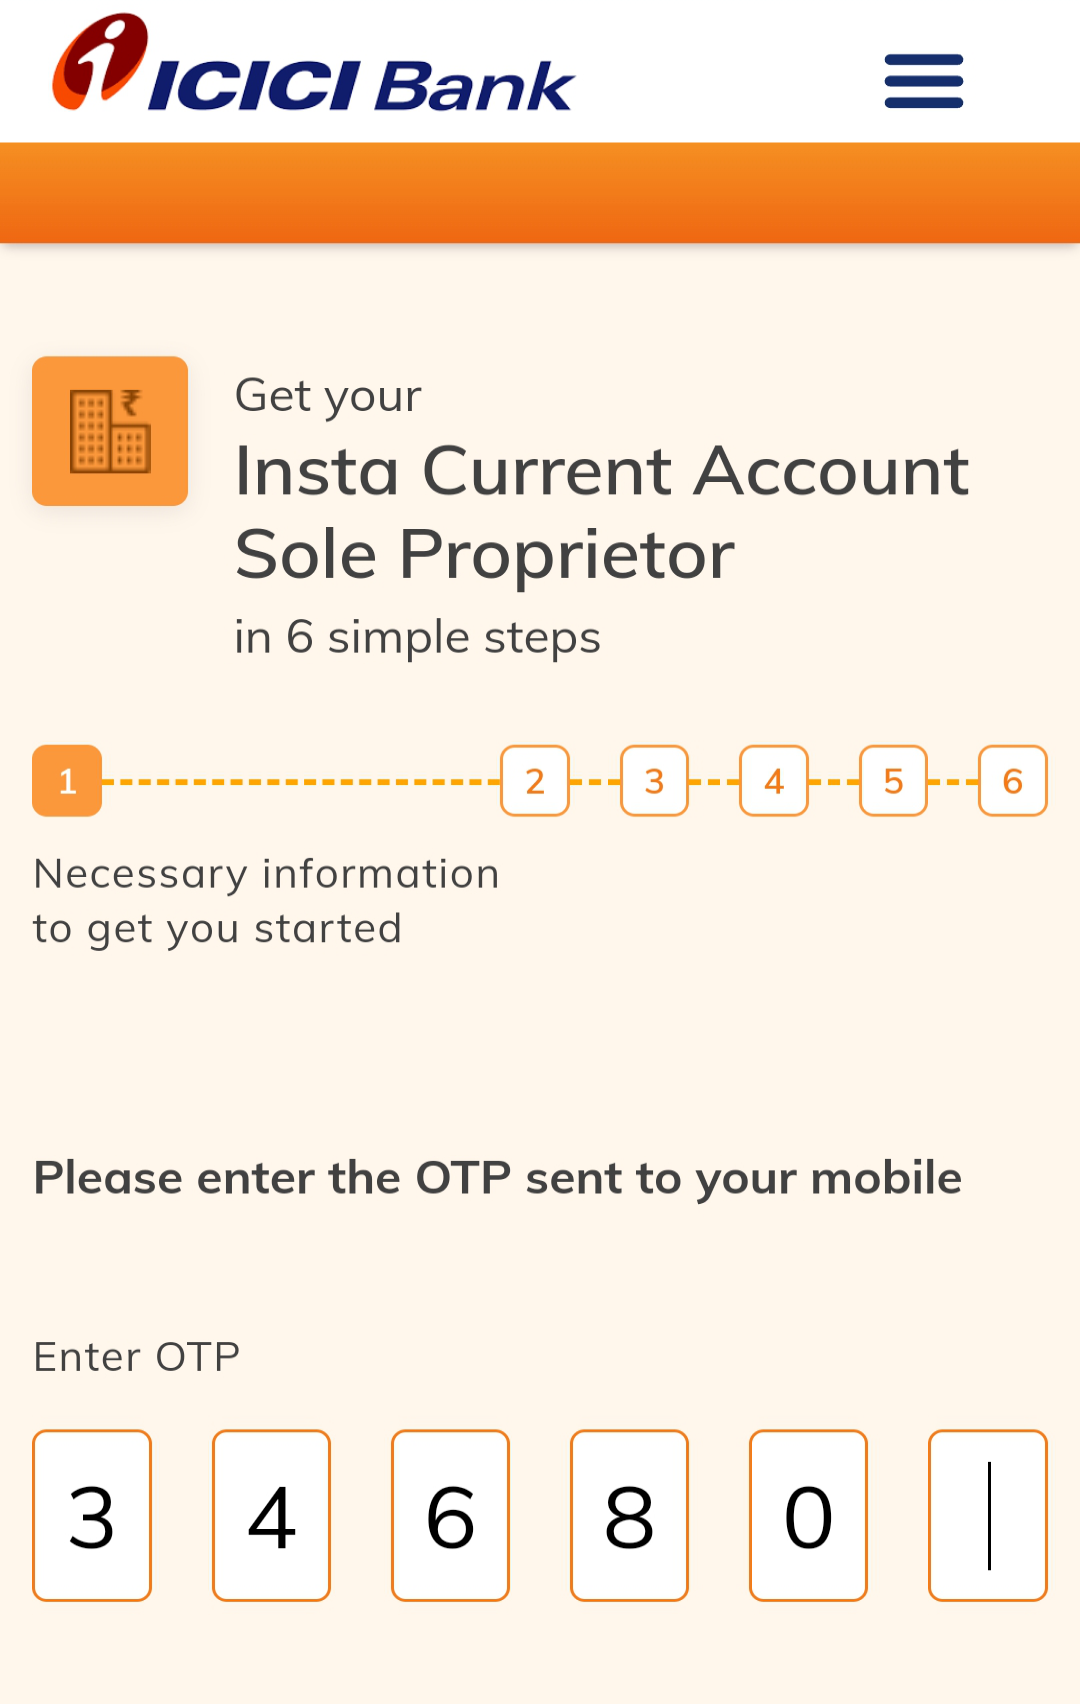 i ICICI Bank
₹
Get your
Insta Current Account
Sole Proprietor
in 6 simple steps
1 2 3 4 5 6
Necessary information
to get you started
Please enter the OTP sent to your mobile
Enter OTP
3 4 6 8 0